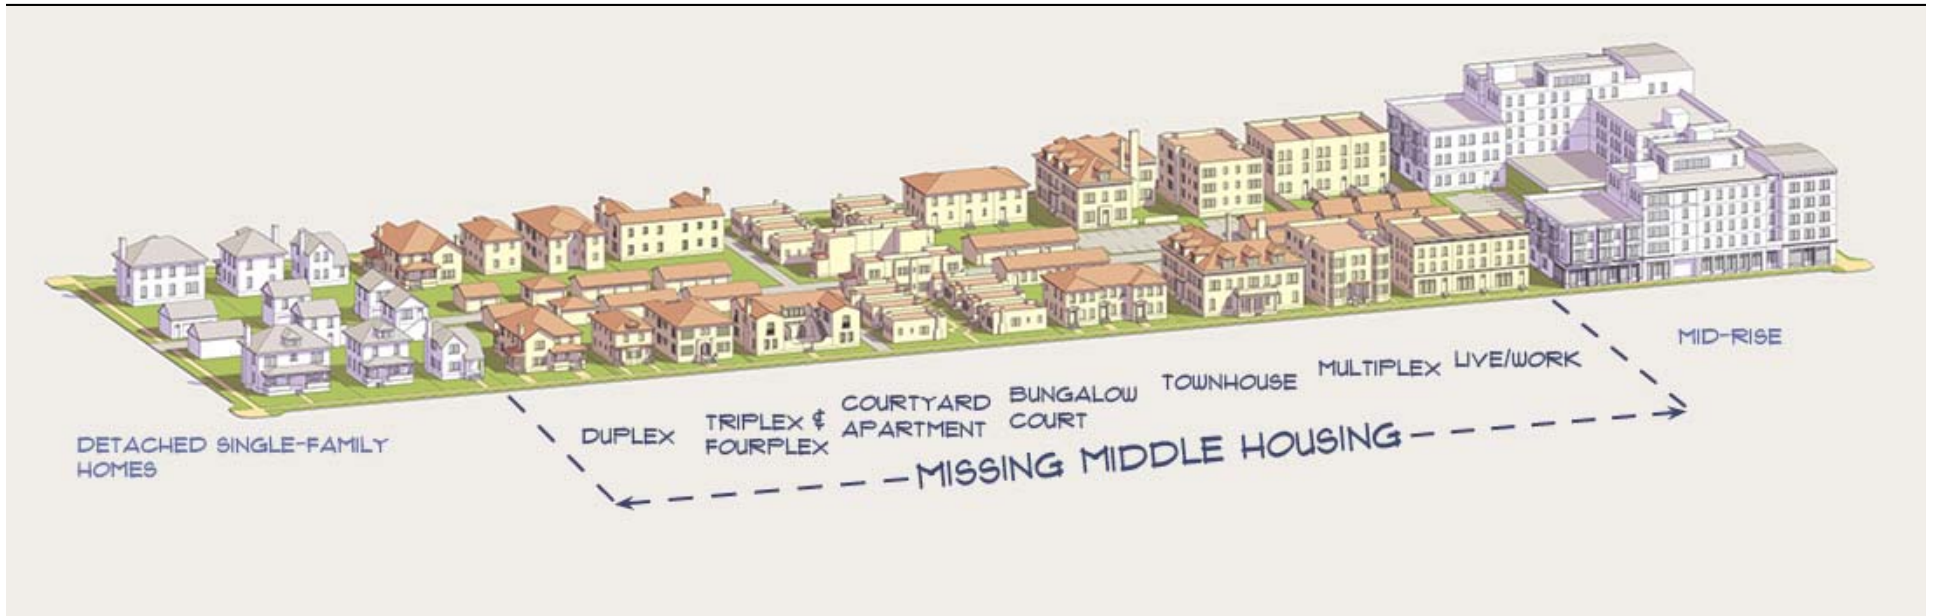 DETACHED SINGLE-FAMILY
HOMES
DUPLEX
TRIPLEX &
FOURPLEX
COURTYARD
APARTMENT
BUNGALOW
COURT
TOWNHOUSE
MULTIPLEX
LIVE/WORK
MID-RISE
MISSING MIDDLE HOUSING